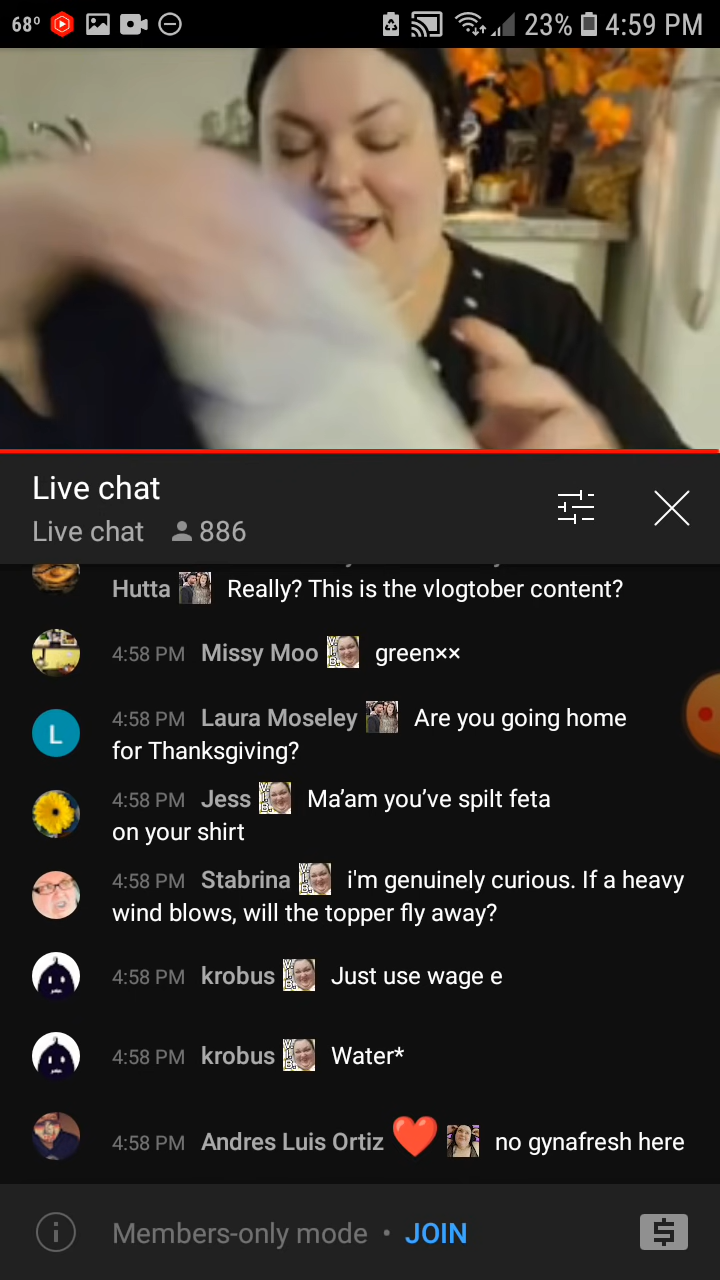 68° 23% 4:59 PM
Live chat
Live chat 886
Hutta Really? This is the vlogtober content?
4:58 PM Missy Moo green××
L 4:58 PM Laura Moseley Are you going home
for Thanksgiving?
4:58 PM Jess Ma’am you’ve spilt feta
on your shirt
4:58 PM Stabrina i'm genuinely curious. If a heavy
wind blows, will the topper fly away?
4:58 PM krobus Just use wage e
4:58 PM krobus Water*
4:58 PM Andres Luis Ortiz no gynafresh here
Members-only mode • JOIN